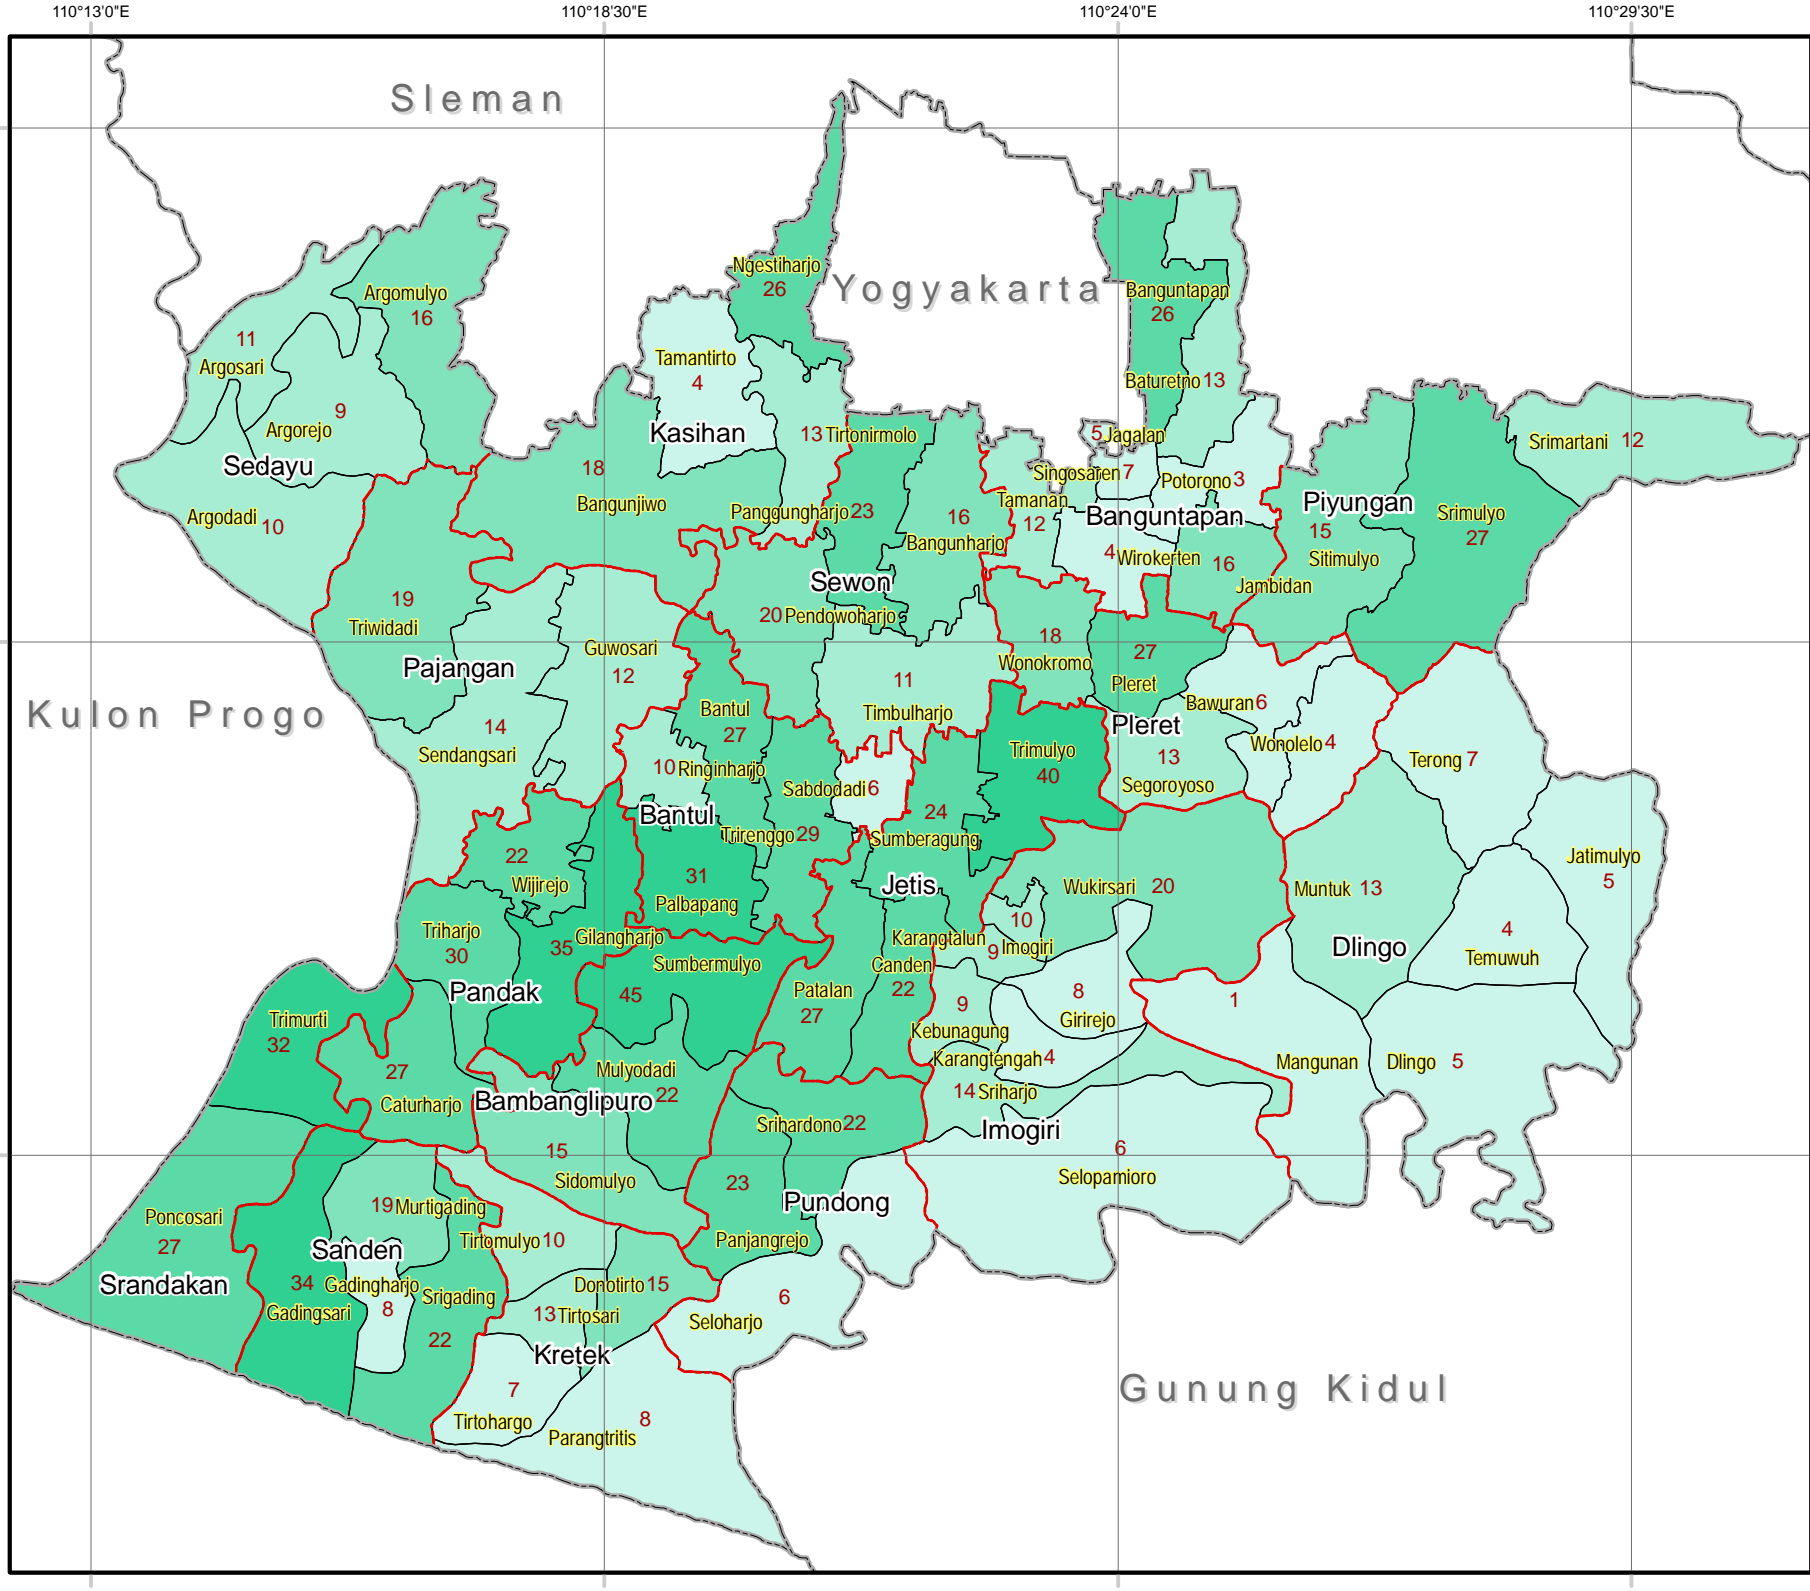 110°13'0"E
110°18'30"E
110°24'0"E
110°29'30"E
Sleman
Ngestiharjo
26
Yogyakarta
Banguntapan
26
Argomulyo
16
11
Argosari
Tamantirto
4
Baturetno 13
9
Argorejo
Kasihan
13 Tirtonirmolo
5 Jagalan
Srimartani 12
Sedayu
18
Bangunjiwo
Singosaren 7
Potorono 3
Tamanan
12
Piyungan
Argodadi 10
Panggungharjo 23
16
Bangunharjo
Banguntapan
15
Sitimulyo
Srimulyo
27
4 Wirokerten
16
Jambidan
Sewon
19
Triwidadi
20 Pendowoharjo
Guwosari
12
18
Wonokromo
27
Pleret
Pajangan
11
Timbulharjo
Bawuran 6
Kulon Progo
14
Sendangsari
Bantul
27
Pleret
Wonolelo 4
Trimulyo
40
13
Segoroyoso
Terong 7
10 Ringinharjo
Sabdodadi 6
Bantul
24
Sumberagung
Trirenggo 29
22
Wijirejo
31
Palbapang
Jetis
Wukirsari 20
Muntuk 13
Jatimulyo
5
Triharjo
30
35
Gilangharjo
10
Imogiri
Karangtalun
9
4
Temuwuh
Dlingo
Sumbermulyo
45
Canden
22
Pandak
Patalan
27
9
Kebunagung
8
Girirejo
1
Mangunan
Trimurti
32
Karangtengah 4
Dlingo 5
27
Caturharjo
Mulyodadi
22
Bambanglipuro
14 Sriharjo
Srihardono 22
Imogiri
15
Sidomulyo
6
Selopamioro
23
Panjangrejo
Pundong
Poncosari
27
19 Murtigading
Tirtomulyo 10
Sanden
Srandakan
34
Gadingsari
Gadingharjo
8
Srigading
22
Donotirto 15
13 Tirtosari
6
Seloharjo
Kretek
7
Tirtohargo
8
Parangtritis
Gunung Kidul